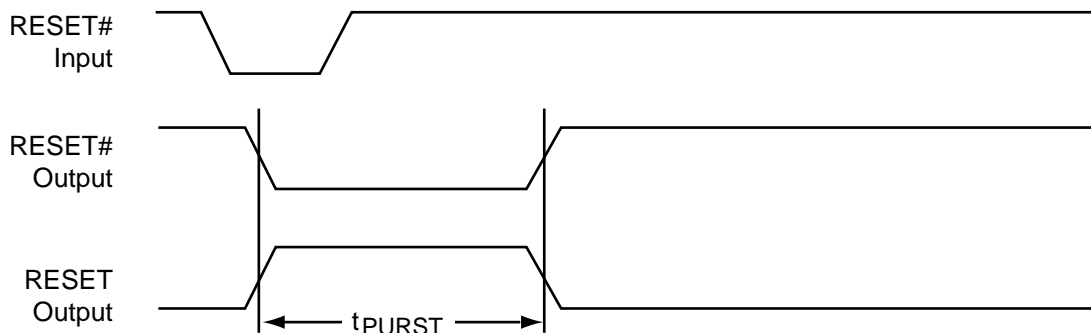 RESET#
Input
RESET#
Output
RESET
Output
tPURST